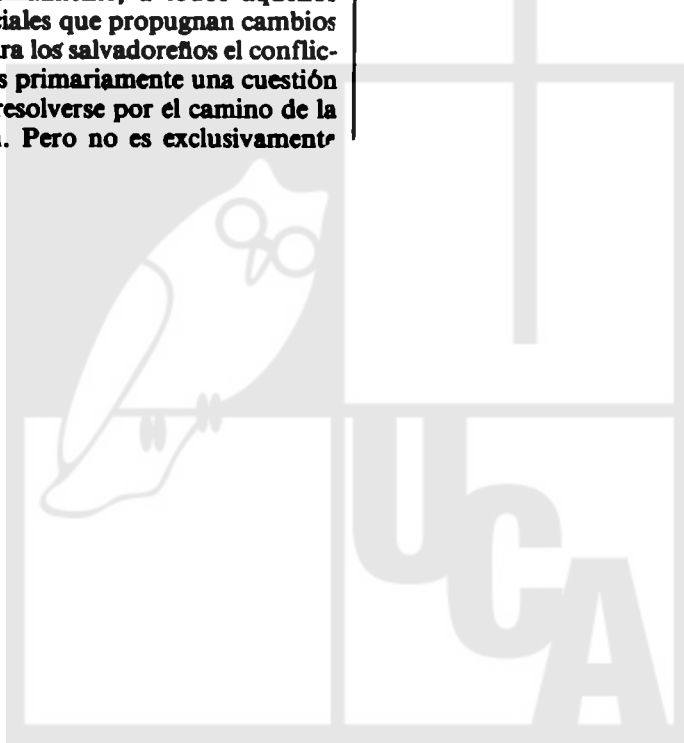 ciales que propugnan cambios
ra los salvadoreños el conflic-
s primariamente una cuestión
resolverse por el camino de la
. Pero no es exclusivamente
UCA